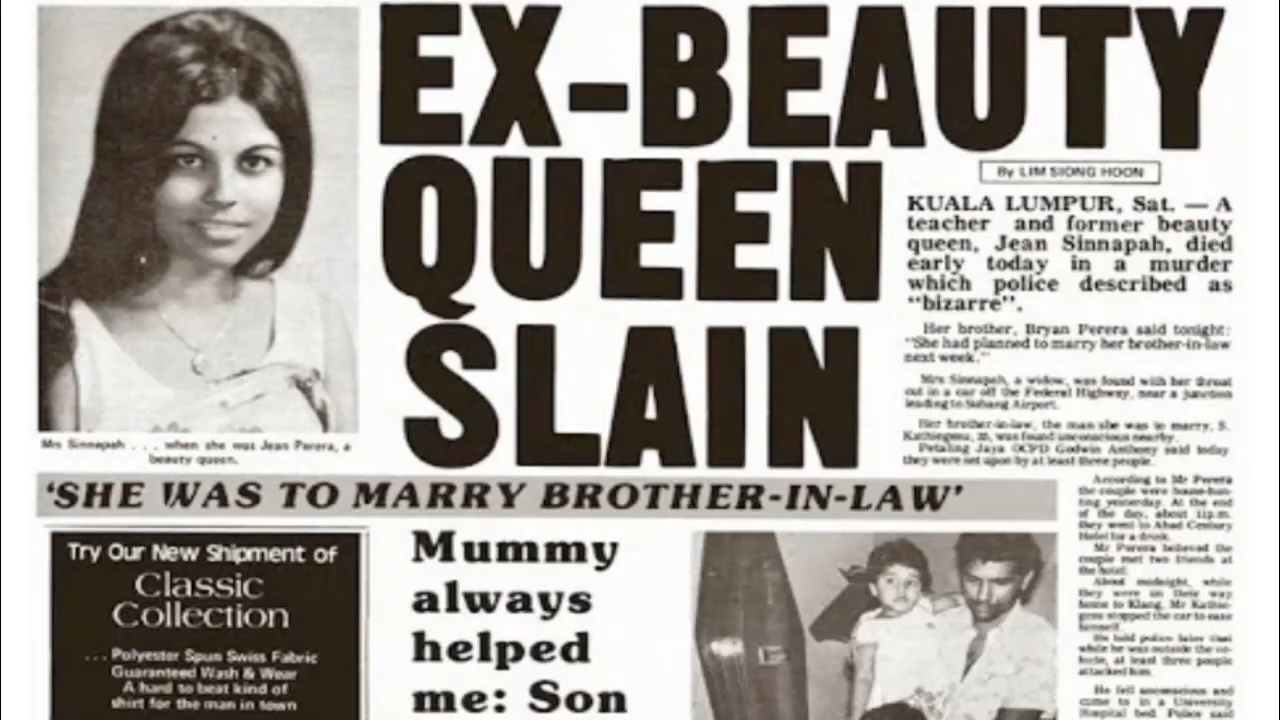 EX-BEAUTY
QUEEN
SLAIN
By LIM SIONG HOON
KUALA LUMPUR, Sat. — A
teacher and former beauty
queen, Jean Sinnapah, died
early today in a murder
which police described as
"bizarre".
Her brother, Bryan Perera said tonight:
"She had planned to marry her brother-in-law
next week."
Mrs Sinnapah, a widow, was found with her throat
cut in a car off the Federal Highway, near a junction
leading to Subang Airport.
Her brother-in-law, the man she was to marry, S.
was found unconscious nearby.
Petaling Jaya OCPD Godwin Anthony said today
they were set upon by at least three people.
According to Mr Perera
the couple were house-hun-
ting yesterday. At the end
of the day, about 11p.m.
they went to Abad Century
Hotel for a drink.
Mr Perera believed the
couple met two friends at
the hotel.
About midnight, while
they were on their way
home to Klang, Mr Kathie-
gesu stopped the car to ease
himself.
He told police later that
while he was outside the ve-
hicle, at least three people
attacked him.
He fell unconscious and
came to in a University
Hospital bed. Police said
Mrs Sinnapah . . . when she was Jean Perera, a
beauty queen.
'SHE WAS TO MARRY BROTHER-IN-LAW'
Try Our New Shipment of
Classic
Collection
... Polyester Spun Swiss Fabric
Guaranteed Wash & Wear
A hard to beat kind of
shirt for the man in town
Mummy
always
helped
me: Son